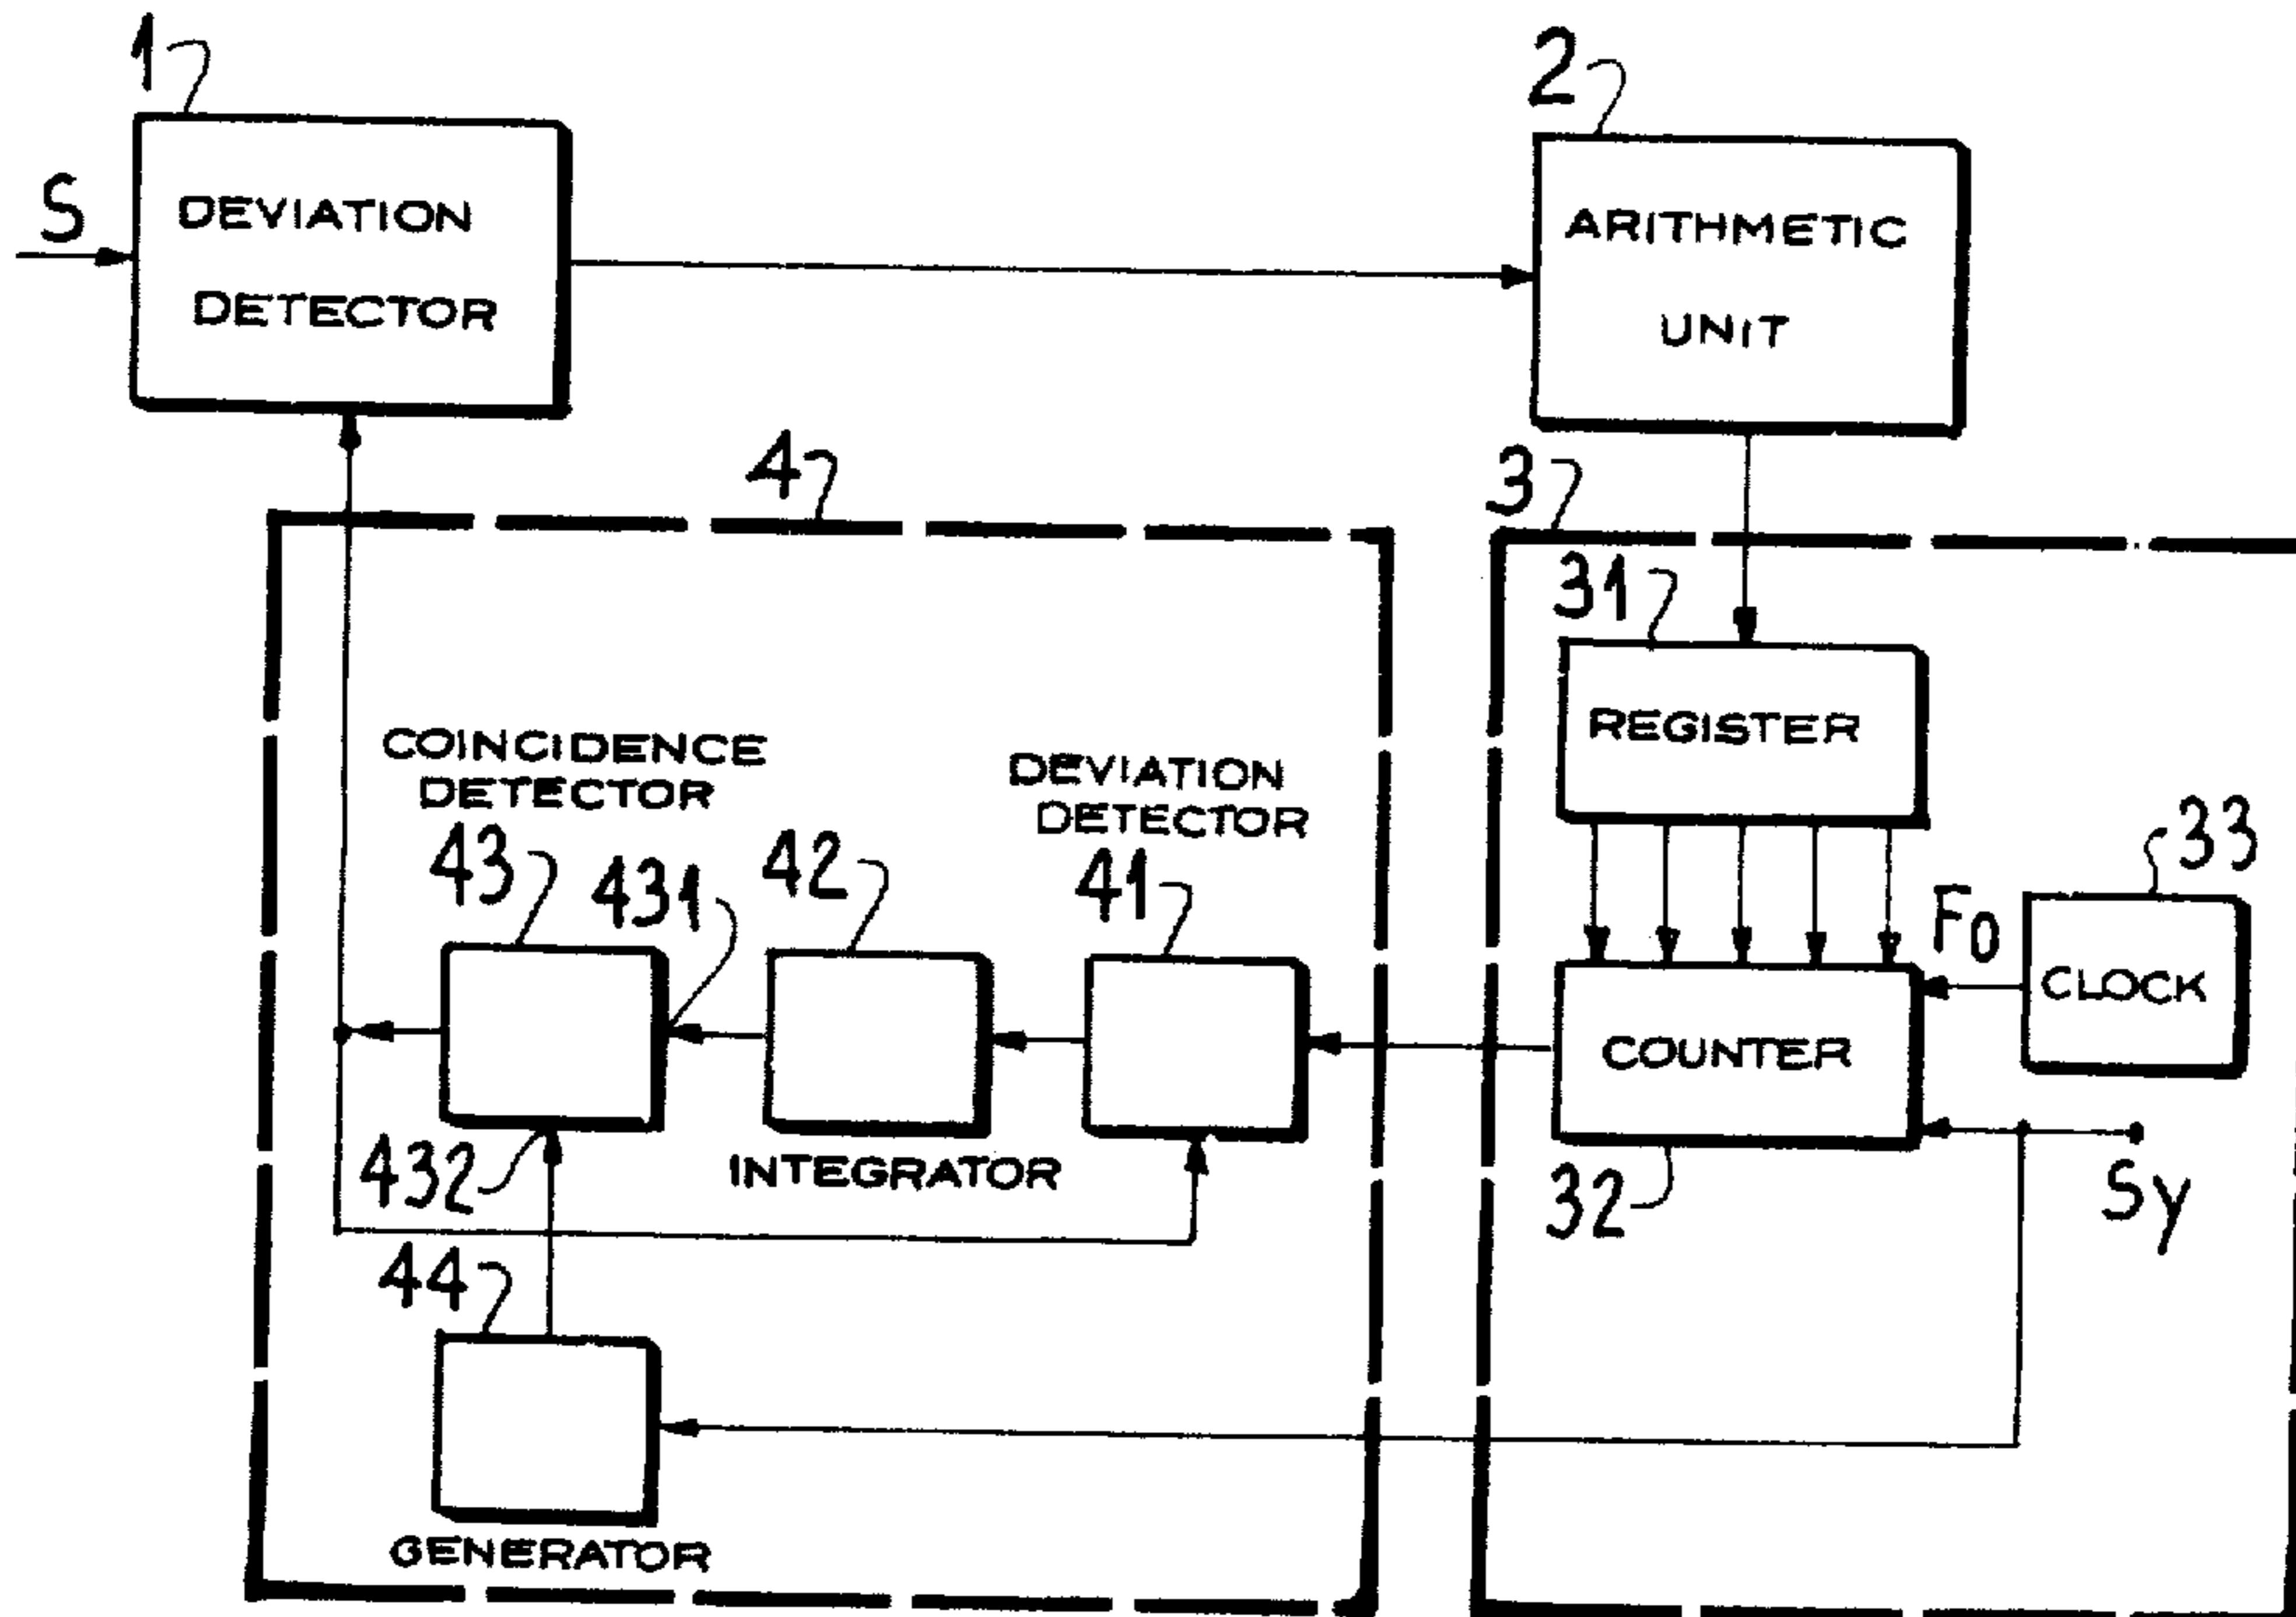 1
2
S
DEVIATION
DETECTOR
ARITHMETIC
UNIT
4
3
31
REGISTER
COINCIDENCE
DETECTOR
DEVIATION
DETECTOR
33
43
431
42
41
Fo
CLOCK
COUNTER
432
INTEGRATOR
32
Sy
44
GENERATOR